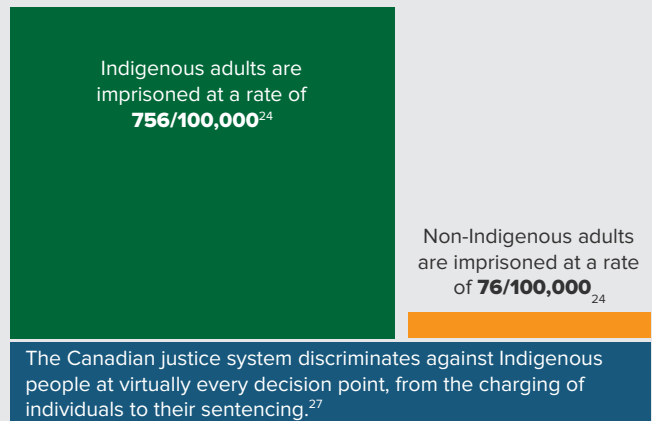 Indigenous adults are
imprisoned at a rate of
756/100,000²⁴
Non-Indigenous adults
are imprisoned at a rate
of 76/100,000₂₄
The Canadian justice system discriminates against Indigenous
people at virtually every decision point, from the charging of
individuals to their sentencing.²⁷